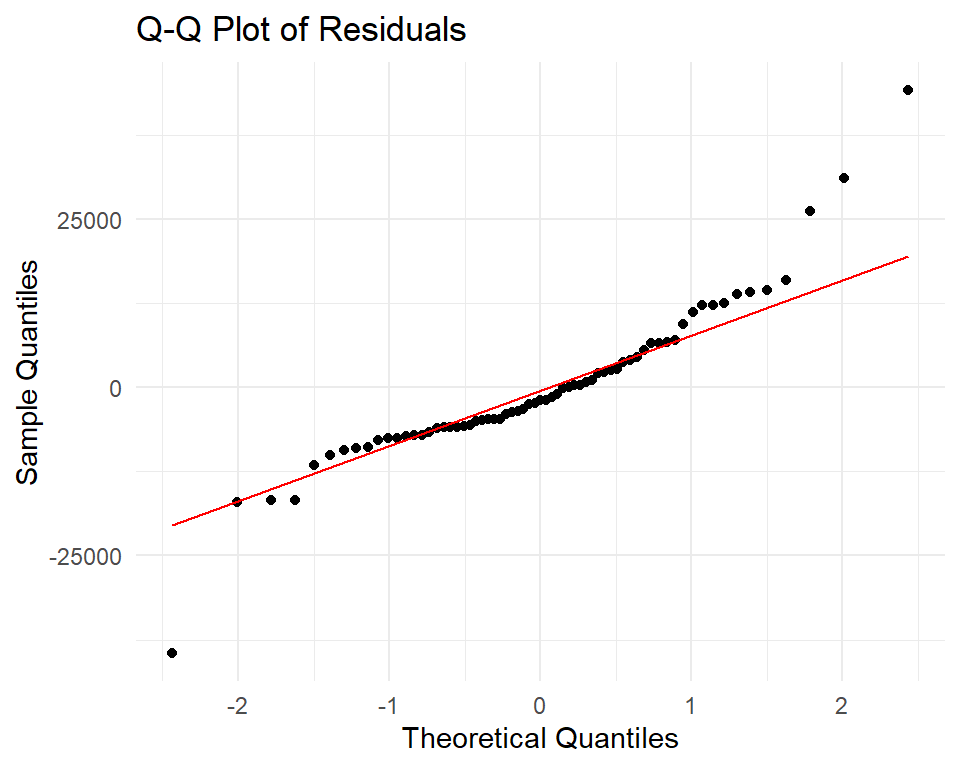 Q-Q Plot of Residuals
Sample Quantiles
25000
0
-25000
-2 -1 0 1 2
Theoretical Quantiles